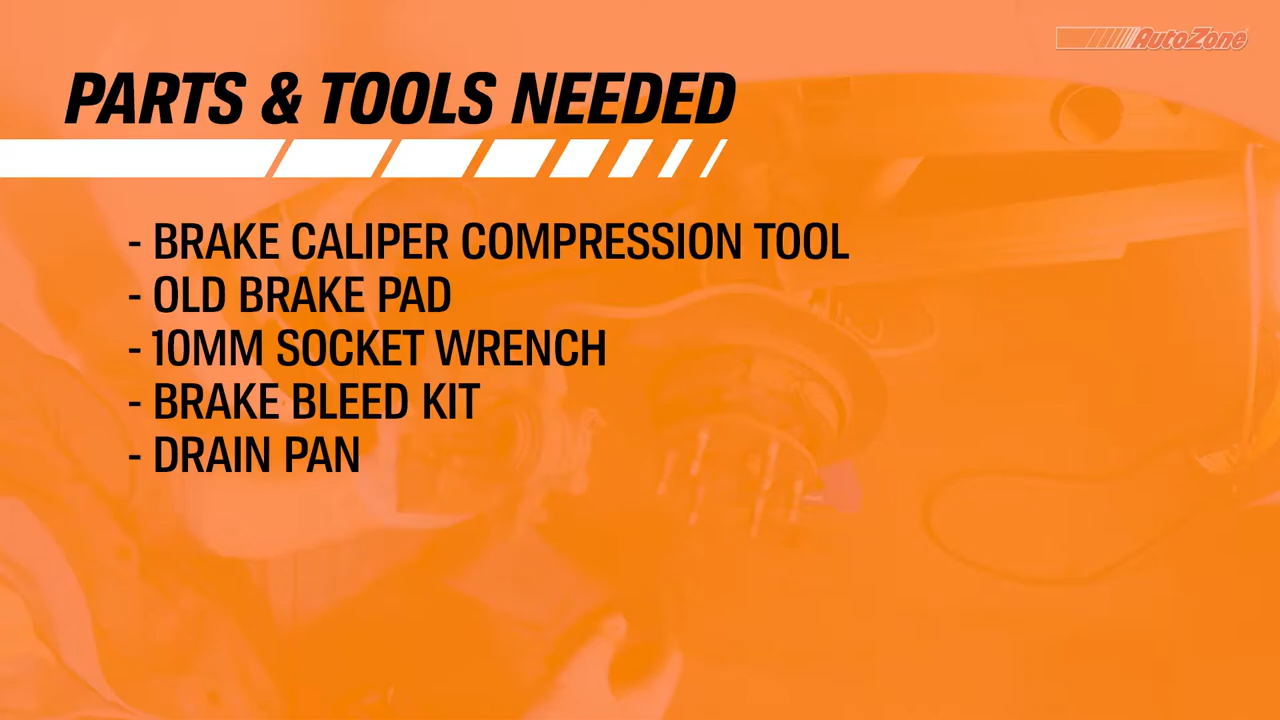 AutoZone
PARTS & TOOLS NEEDED
- BRAKE CALIPER COMPRESSION TOOL
- OLD BRAKE PAD
- 10MM SOCKET WRENCH
- BRAKE BLEED KIT
- DRAIN PAN